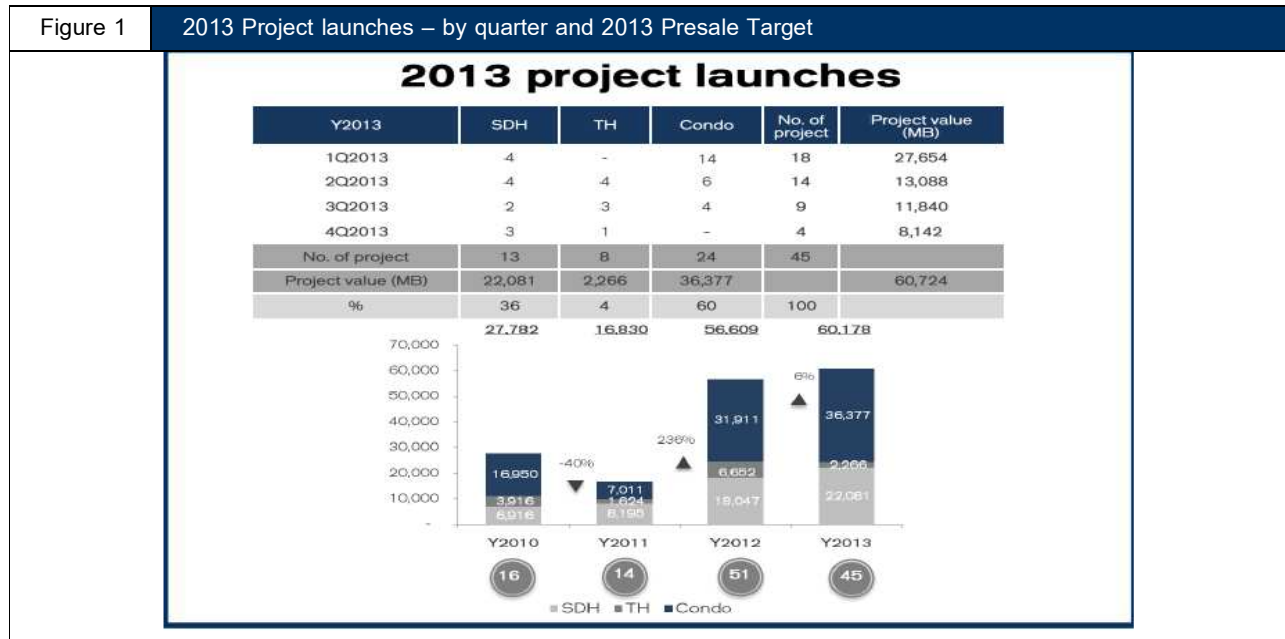 Figure 1
2013 Project launches – by quarter and 2013 Presale Target
2013 project launches
Y2013 SDH TH Condo No. of project Project value (MB)
1Q2013 4 - 14 18 27,654
2Q2013 4 4 6 14 13,088
3Q2013 2 3 4 9 11,840
4Q2013 3 1 - 4 8,142
No. of project 13 8 24 45
Project value (MB) 22,081 2,266 36,377 60,724
% 36 4 60 100
27,782 16,830 56,609 60,178
70,000
60,000
50,000
40,000
30,000
20,000
10,000
-
16,950
3,916
6,916
-40%
7,011
1,624
8,195
236%
31,911
6,652
18,047
6%
36,377
2,266
22,081
Y2010 Y2011 Y2012 Y2013
16 14 51 45
SDH TH Condo